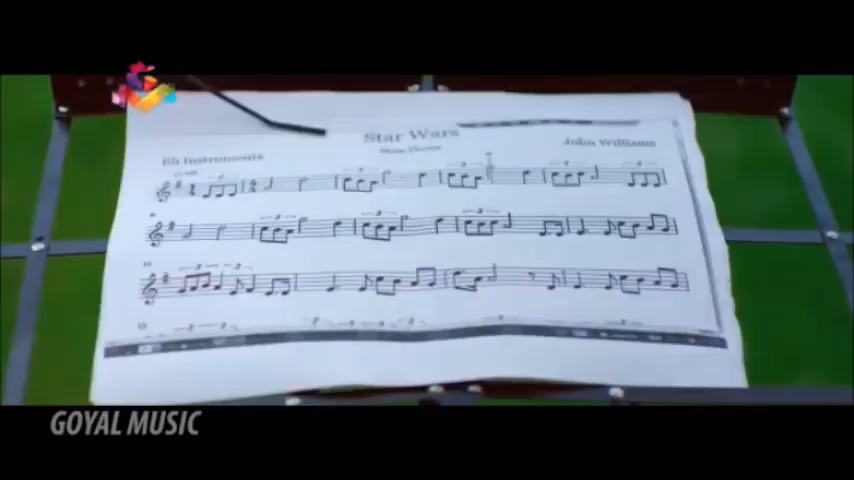 Star Wars
Main Theme
Eb Instruments
John Williams
GOYAL MUSIC